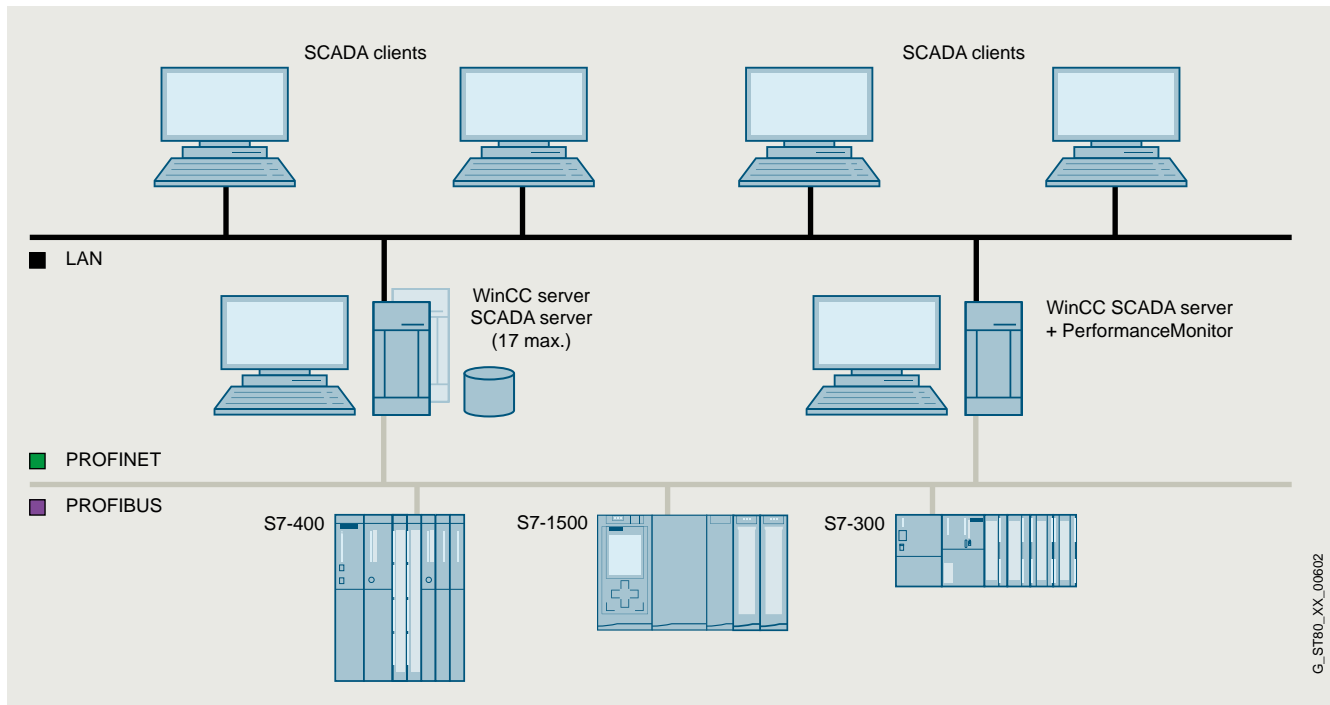 SCADA clients
SCADA clients
LAN
WinCC server
SCADA server
(17 max.)
WinCC SCADA server
+ PerformanceMonitor
PROFINET
PROFIBUS
S7-400
S7-1500
S7-300
G_ST80_XX_00602